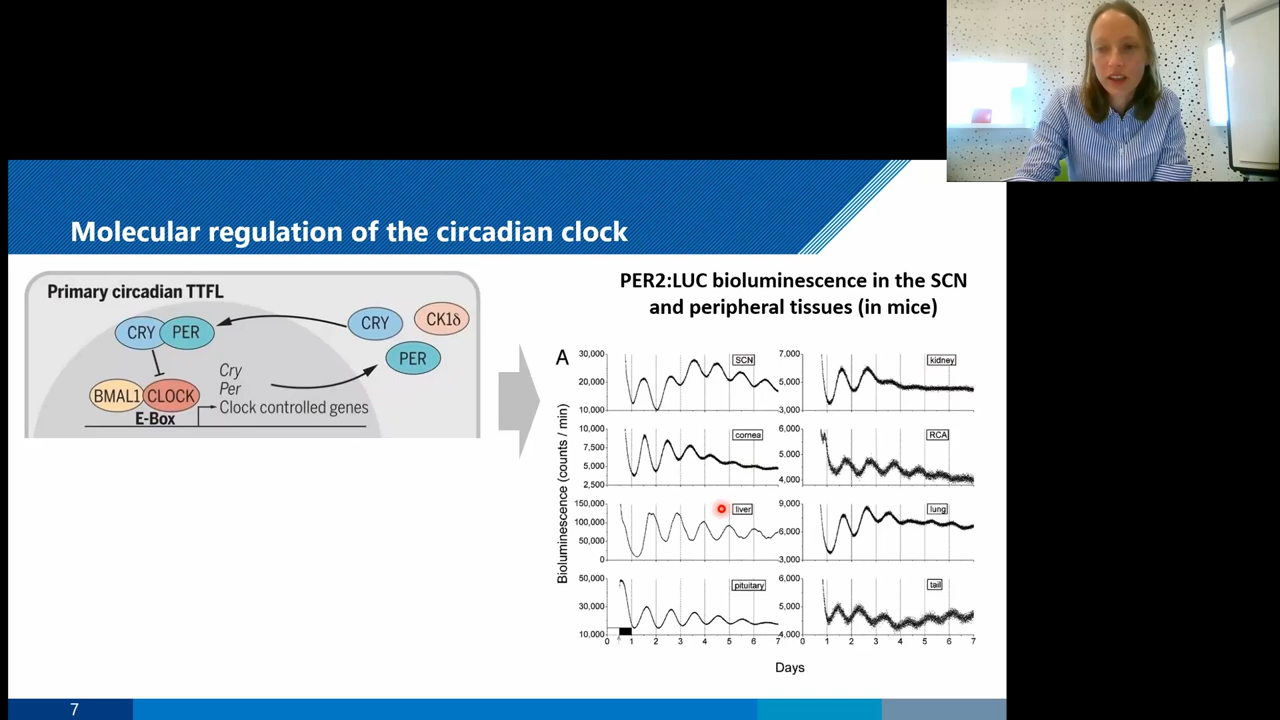 Molecular regulation of the circadian clock
Primary circadian TTFL
CRY
PER
CRY
CK1δ
PER
BMAL1
CLOCK
E-Box
Cry
Per
Clock controlled genes
PER2:LUC bioluminescence in the SCN
and peripheral tissues (in mice)
A
Bioluminescence (counts / min)
30,000
20,000
10,000
SCN
7,000
5,000
3,000
kidney
10,000
7,500
5,000
2,500
cornea
6,000
5,000
4,000
RCA
150,000
100,000
50,000
0
liver
9,000
6,000
3,000
lung
50,000
30,000
10,000
pituitary
6,000
5,000
4,000
tail
0 1 2 3 4 5 6 7
0 1 2 3 4 5 6 7
Days
7